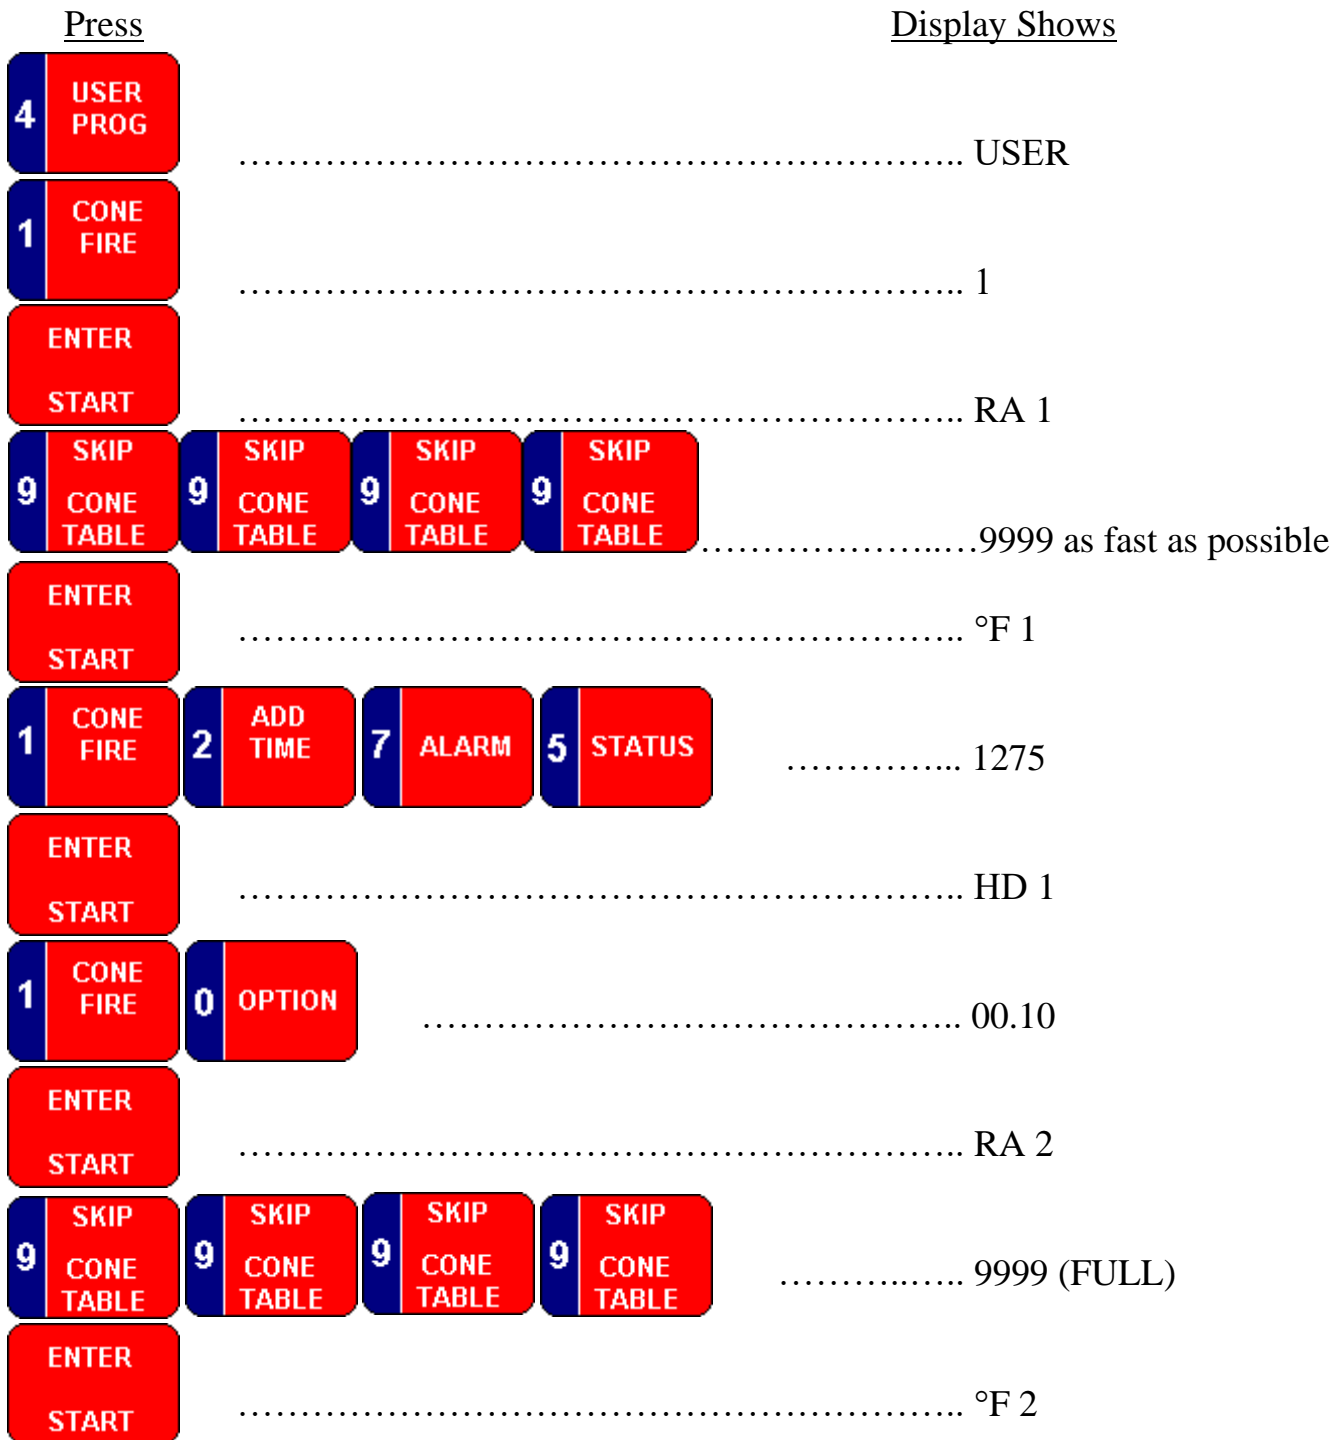 Press Display Shows
4 USER PROG ………………………………………………….. USER
1 CONE FIRE ………………………………………………….. 1
ENTER START ………………………………………………….. RA 1
9 SKIP CONE TABLE 9 SKIP CONE TABLE 9 SKIP CONE TABLE 9 SKIP CONE TABLE ………………..…9999 as fast as possible
ENTER START ………………………………………………….. °F 1
1 CONE FIRE 2 ADD TIME 7 ALARM 5 STATUS ………….. 1275
ENTER START ………………………………………………….. HD 1
1 CONE FIRE 0 OPTION …………………………………….. 00.10
ENTER START ………………………………………………….. RA 2
9 SKIP CONE TABLE 9 SKIP CONE TABLE 9 SKIP CONE TABLE 9 SKIP CONE TABLE ………..….. 9999 (FULL)
ENTER START ………………………………………………….. °F 2